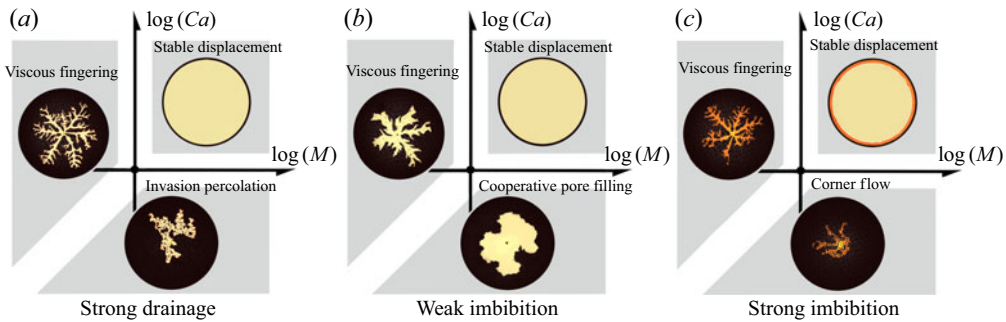 (a)
log (Ca)
Stable displacement
Viscous fingering
log (M)
Invasion percolation
Strong drainage
(b)
log (Ca)
Stable displacement
Viscous fingering
log (M)
Cooperative pore filling
Weak imbibition
(c)
log (Ca)
Stable displacement
Viscous fingering
log (M)
Corner flow
Strong imbibition